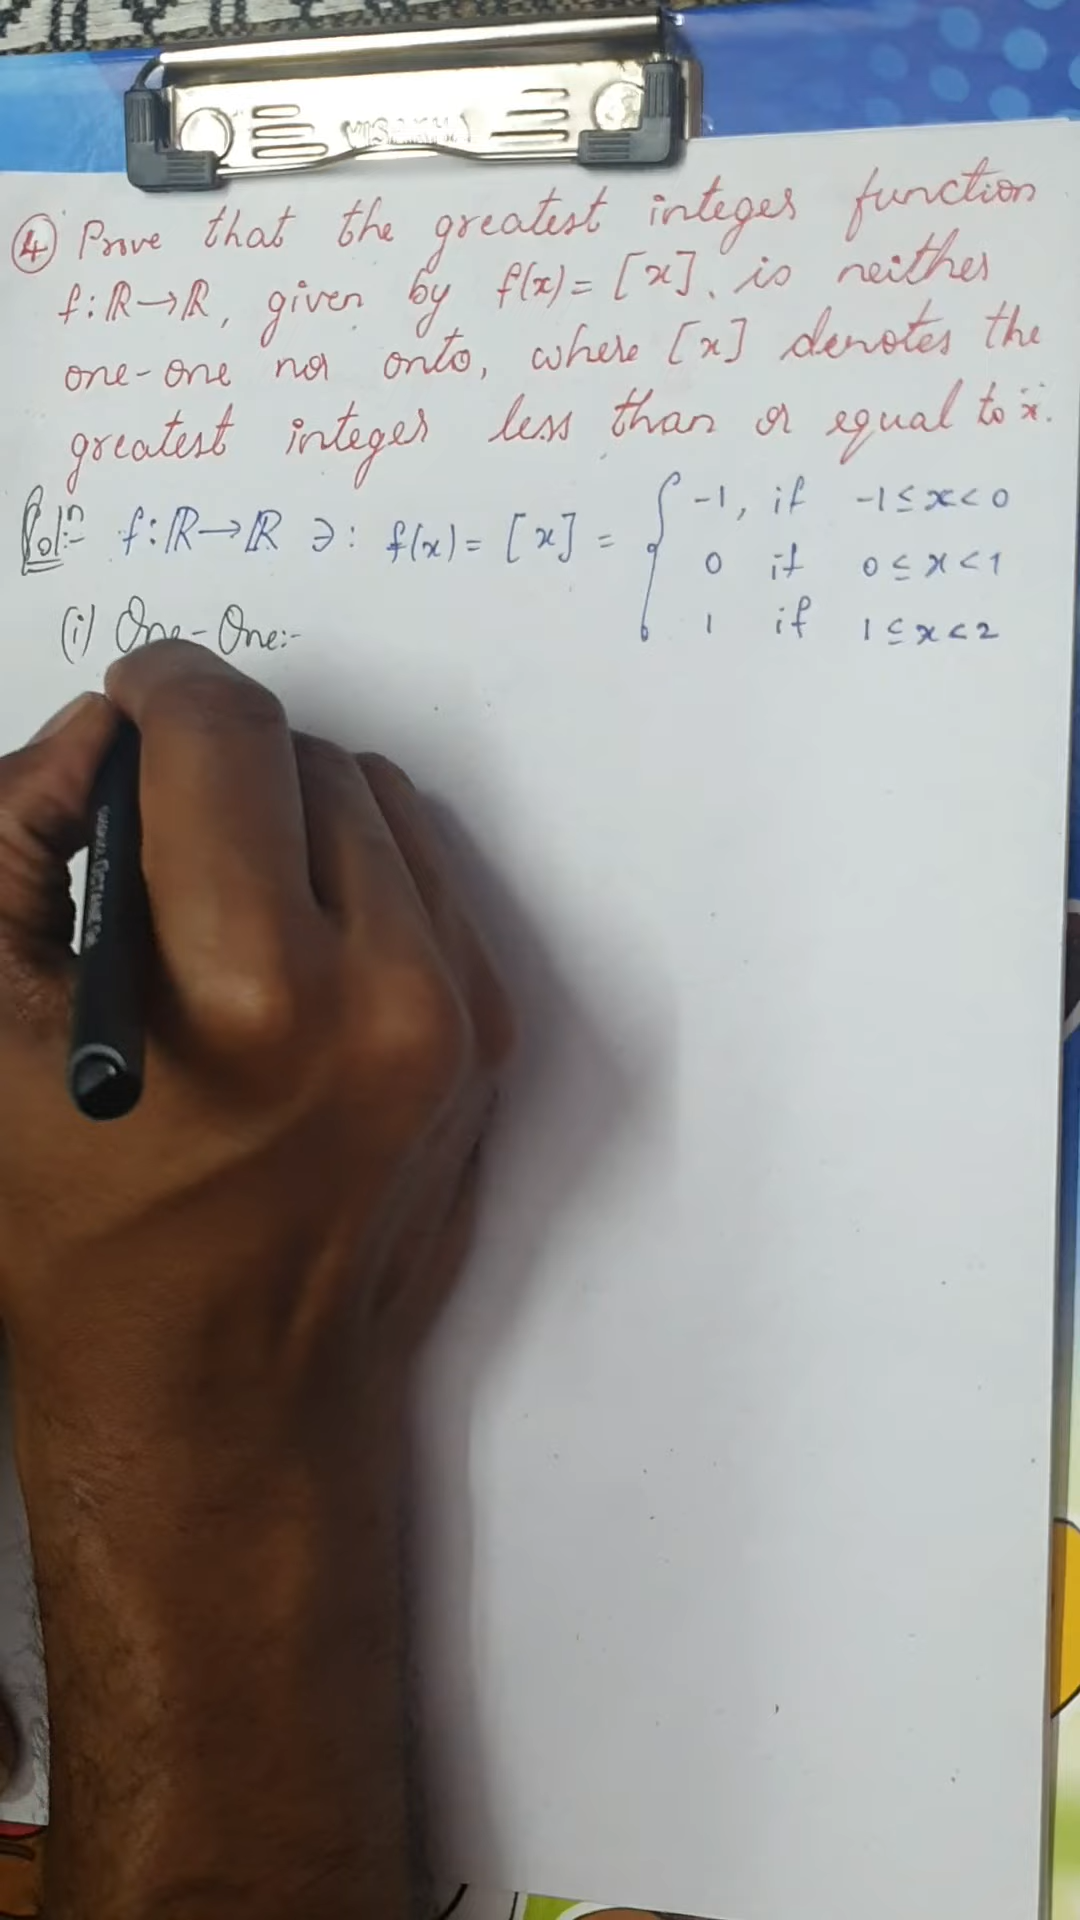 ④ Prove that the greatest integer function
f:ℝ→ℝ, given by f(x)=[x], is neither
one-one nor onto, where [x] denotes the
greatest integer less than or equal to x.
Solⁿ:- f:ℝ→ℝ ∋: f(x)=[x]= { -1, if -1≤x<0
0 if 0≤x<1
1 if 1≤x<2
(i) One-One:-